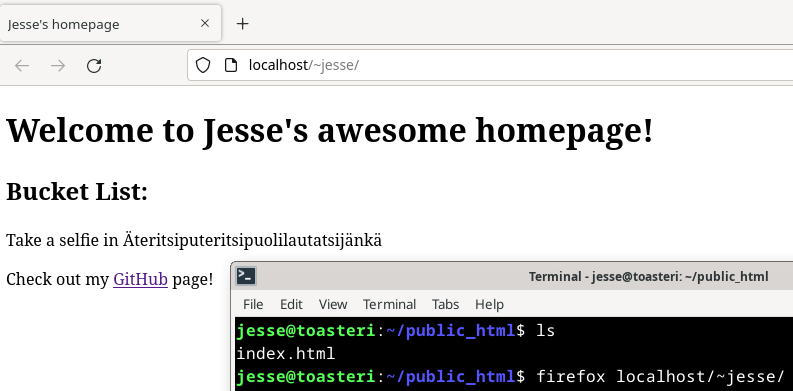 Jesse's homepage
localhost/~jesse/
Welcome to Jesse's awesome homepage!
Bucket List:
Take a selfie in Äteritsiputeritsipuolilautatsijänkä
Check out my GitHub page!
Terminal - jesse@toasteri: ~/public_html
File Edit View Terminal Tabs Help
jesse@toasteri:~/public_html$ ls
index.html
jesse@toasteri:~/public_html$ firefox localhost/~jesse/